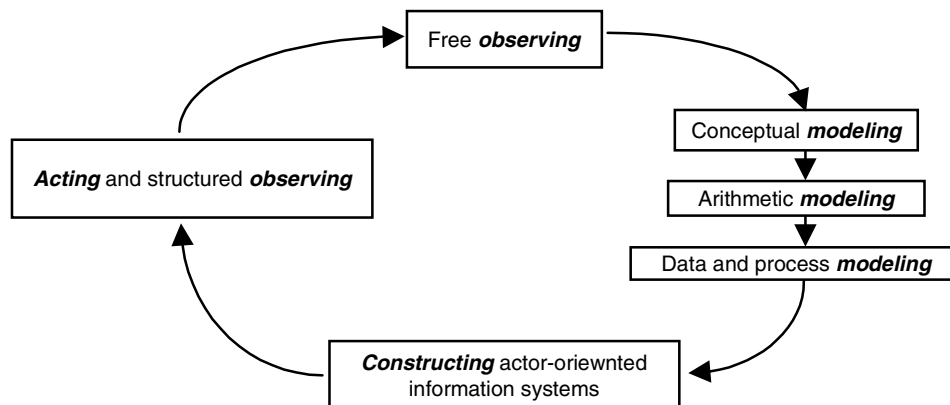 Free observing
Conceptual modeling
Arithmetic modeling
Data and process modeling
Constructing actor-oriewnted
information systems
Acting and structured observing